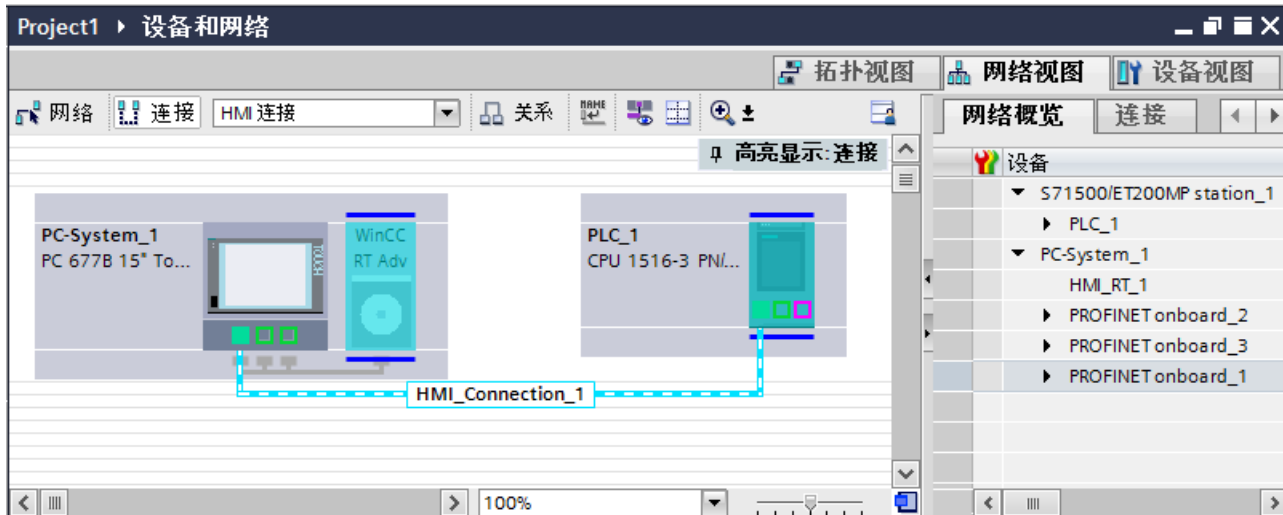 Project1 ▸ 设备和网络
拓扑视图 网络视图 设备视图
网络 连接 HMI 连接 关系 网络概览 连接
高亮显示:连接
设备
S71500/ET200MP station_1
PLC_1
PC-System_1
HMI_RT_1
PROFINET onboard_2
PROFINET onboard_3
PROFINET onboard_1
PC-System_1
PC 677B 15" To...
TOUCH
WinCC
RT Adv
PLC_1
CPU 1516-3 PN/...
HMI_Connection_1
100%